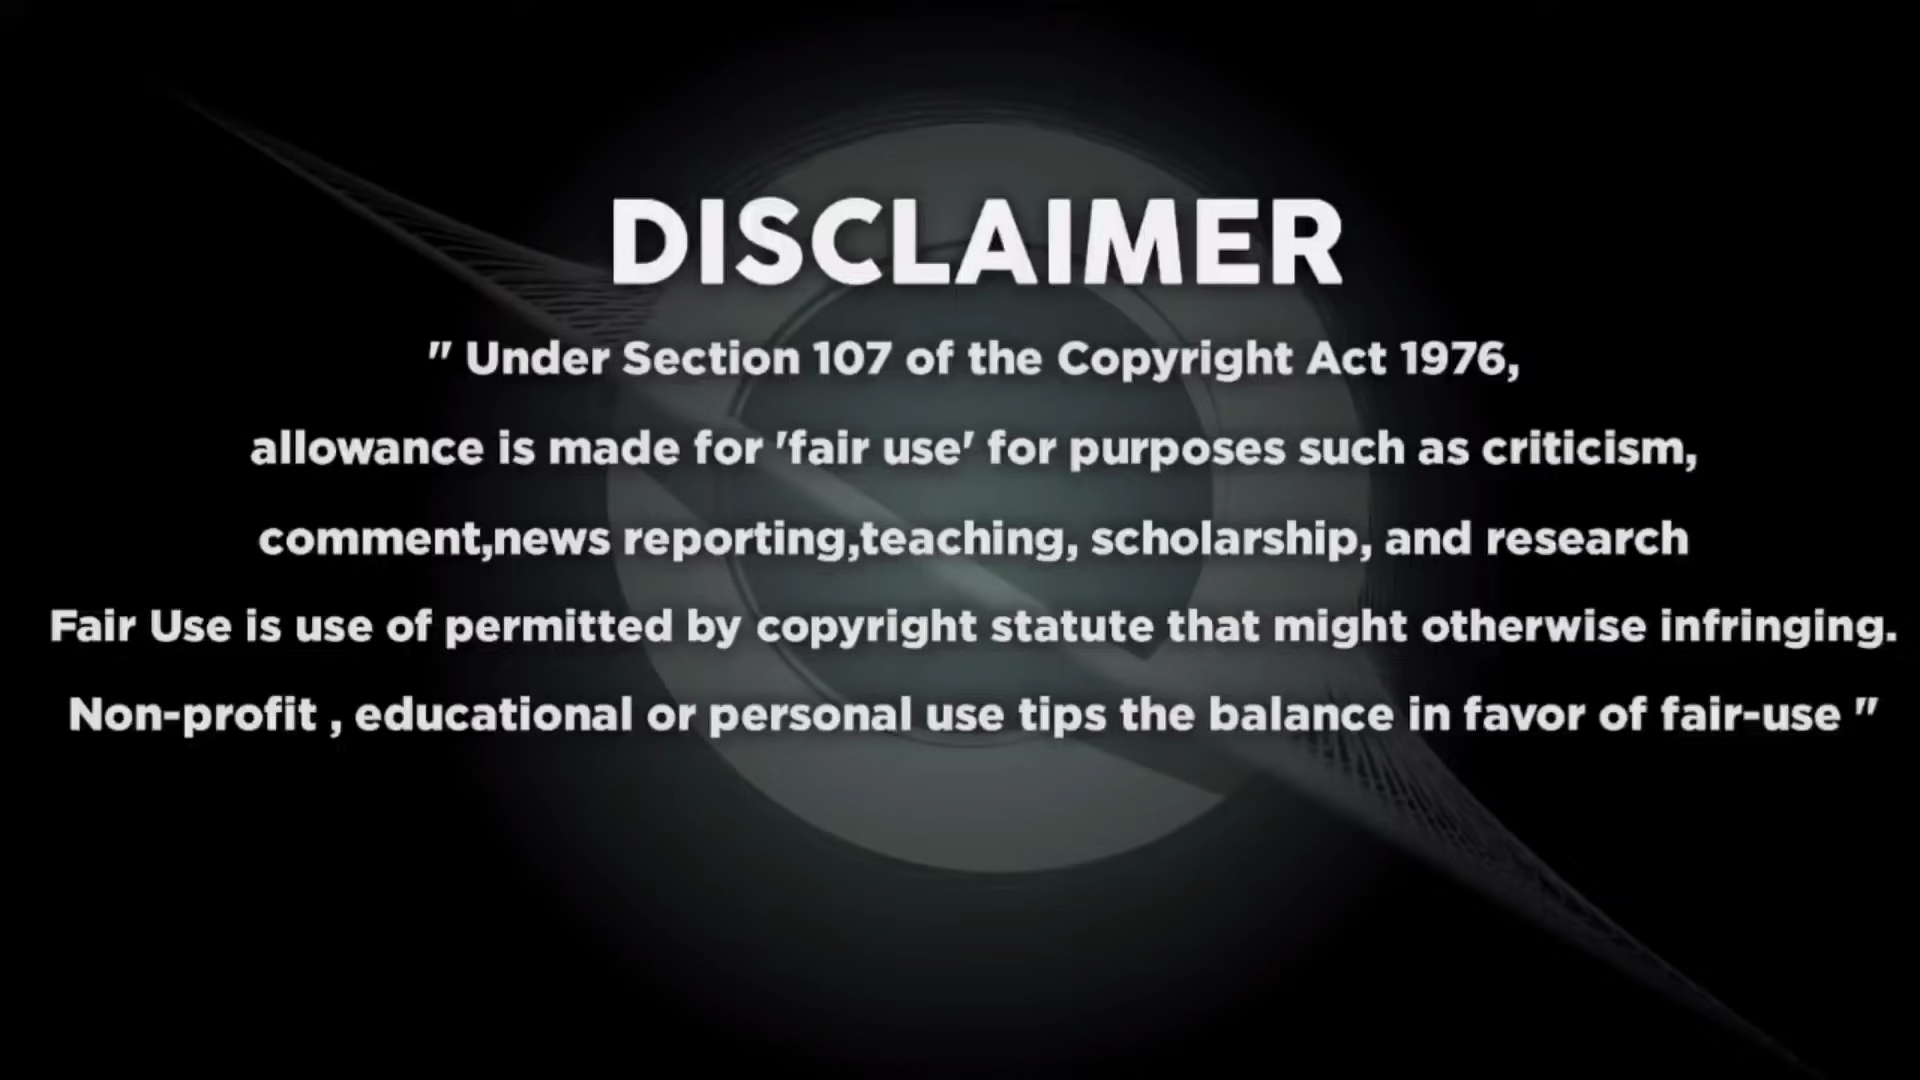 DISCLAIMER
" Under Section 107 of the Copyright Act 1976,
allowance is made for 'fair use' for purposes such as criticism,
comment,news reporting,teaching, scholarship, and research
Fair Use is use of permitted by copyright statute that might otherwise infringing.
Non-profit , educational or personal use tips the balance in favor of fair-use "